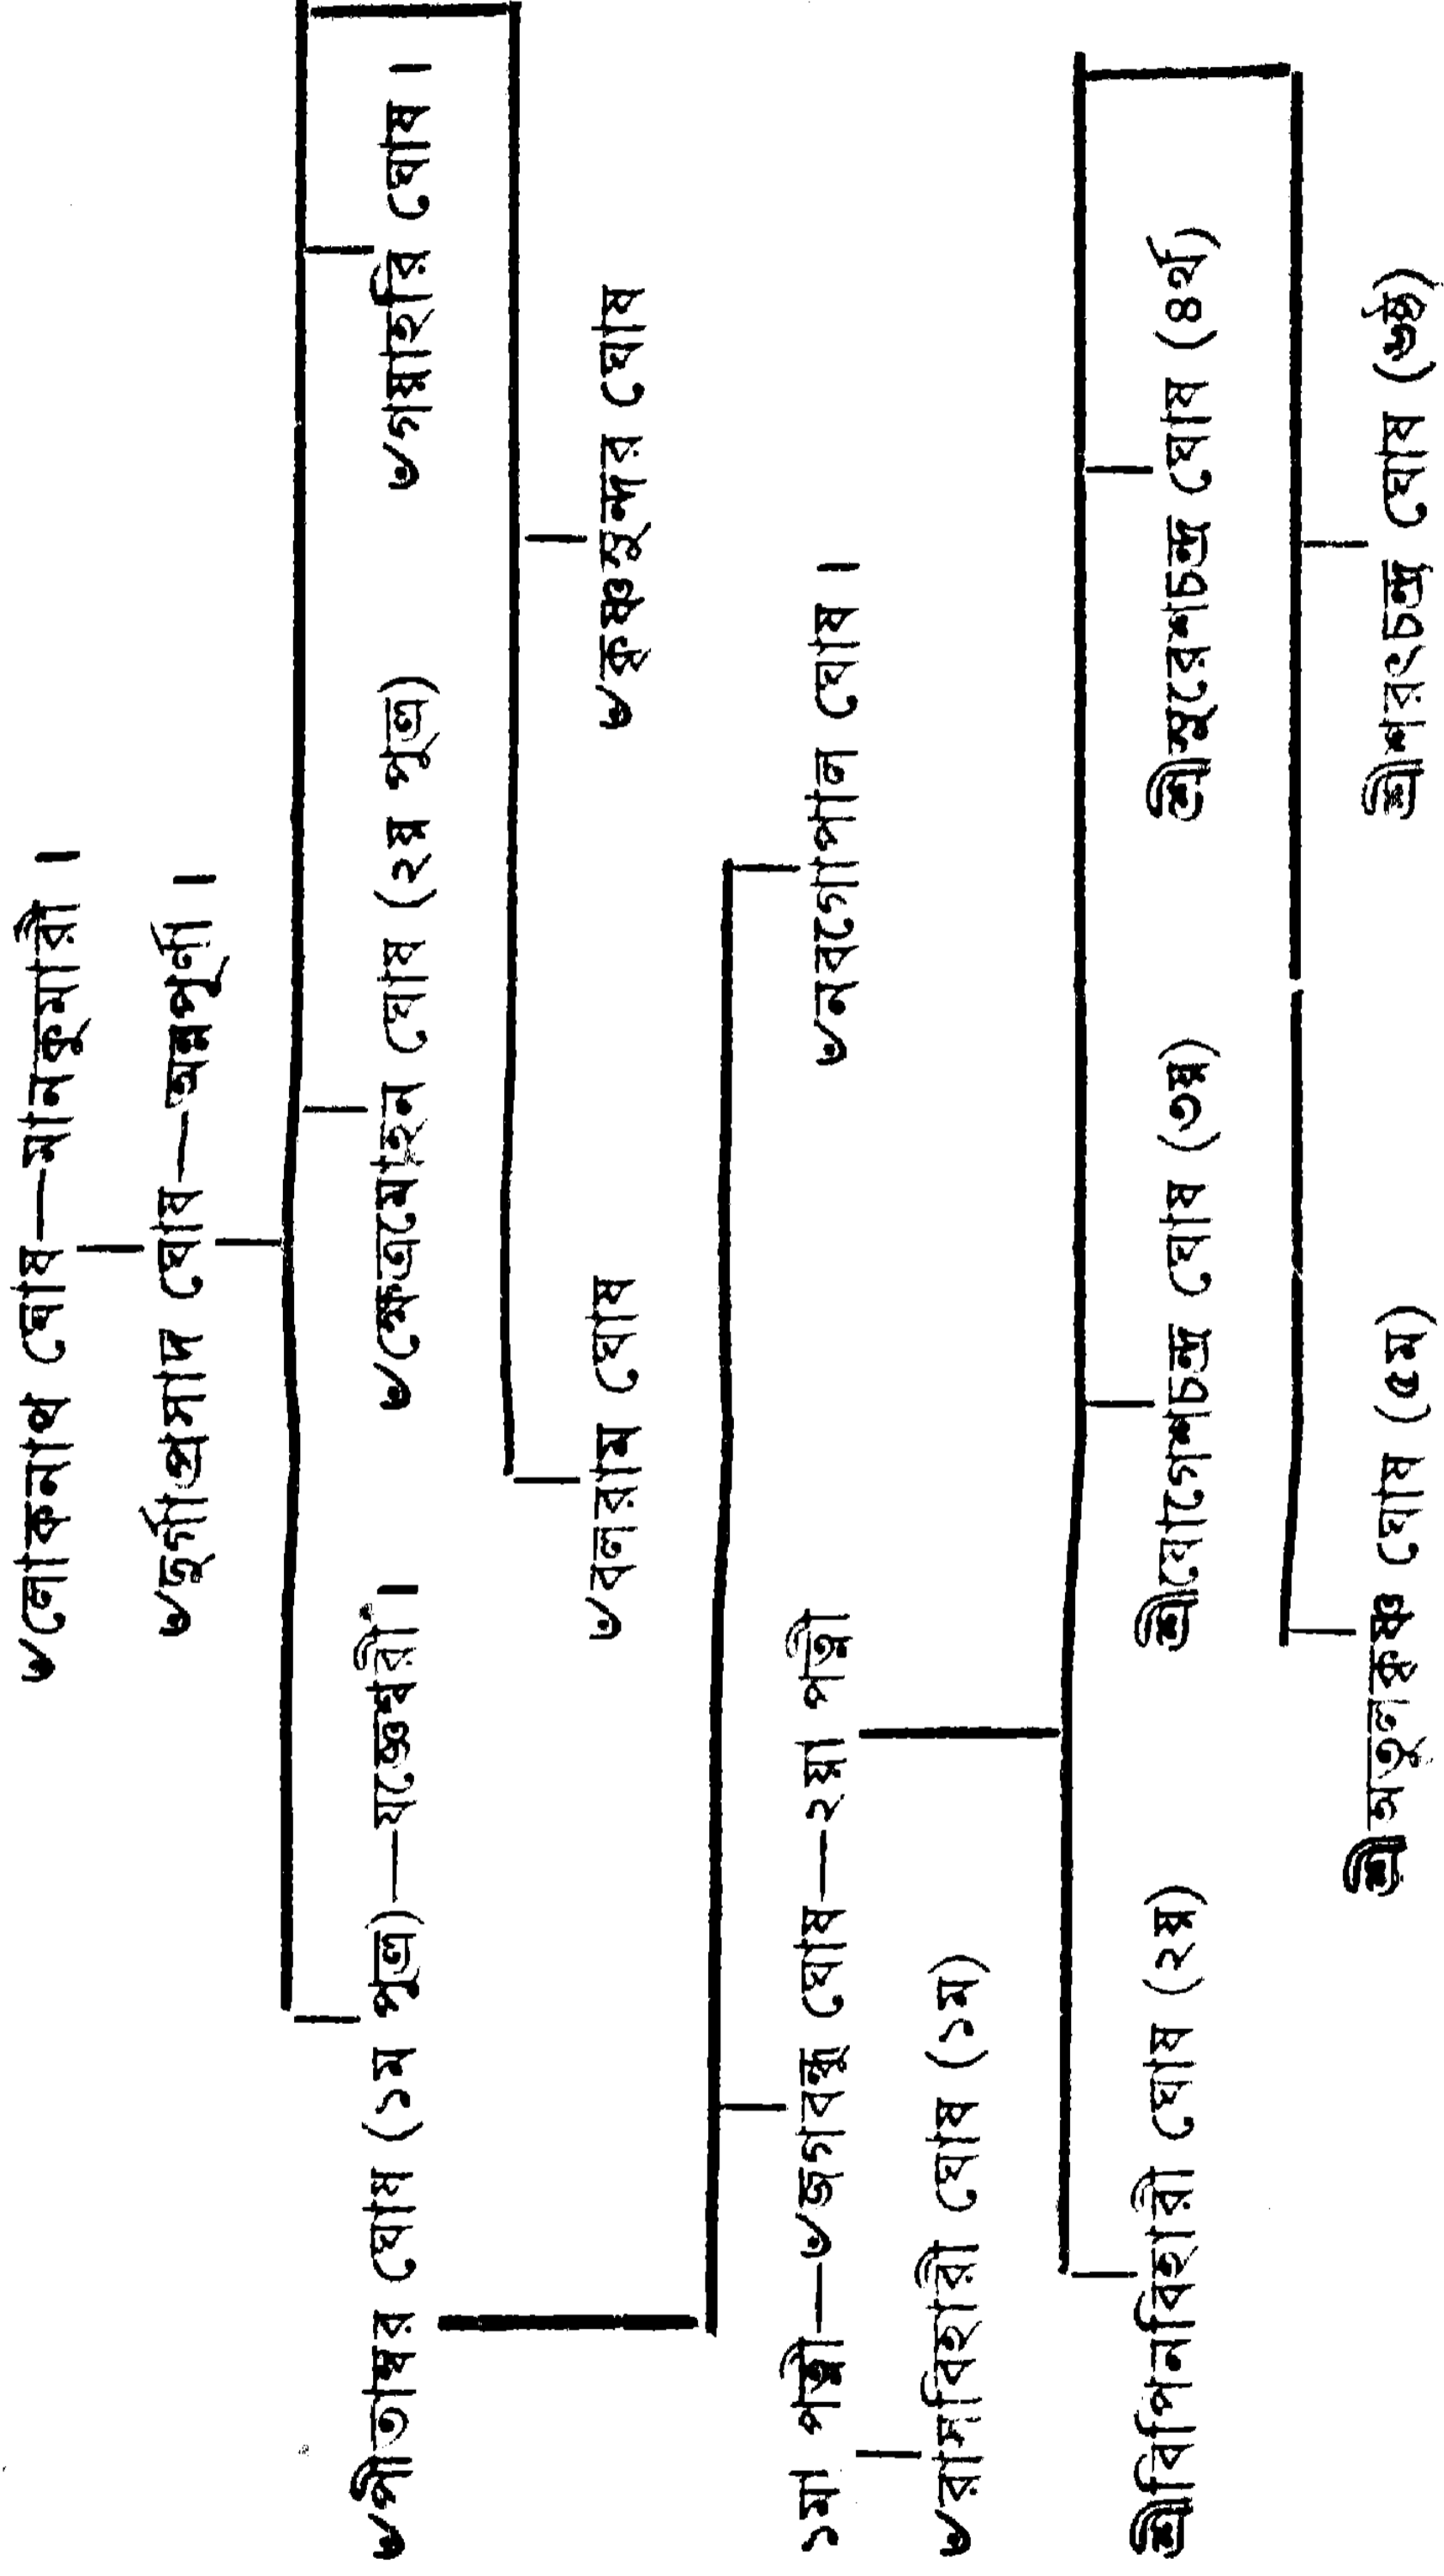 ৺লোকনাথ ঘোষ—মানকুমারী ।
৺দুর্গাপ্রসাদ ঘোষ—অন্নপূর্ণা ।
৺পীতাম্বর ঘোষ (১ম পুত্র)—যজ্ঞেশ্বরী । ৺ক্ষেত্রমোহন ঘোষ (২য় পুত্র) ৺গয়াহরি ঘোষ ।
৺বলরাম ঘোষ ৺কৃষ্ণসুন্দর ঘোষ
১মা পত্নী—৺জগবন্ধু ঘোষ—২য়া পত্নী ৺নবগোপাল ঘোষ ।
৺রাসবিহারী ঘোষ (১ম)
শ্রীবিপিনবিহারী ঘোষ (২য়) শ্রীযোগেশচন্দ্র ঘোষ (৩য়) শ্রীসুরেশচন্দ্র ঘোষ (৪র্থ)
শ্রীঅতুলকৃষ্ণ ঘোষ (৫ম) শ্রীশরৎচন্দ্র ঘোষ (৬ষ্ঠ)